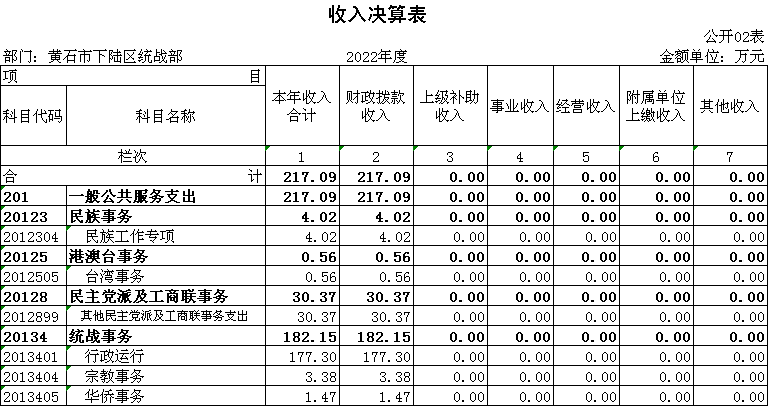 收入决算表
公开02表
部门：黄石市下陆区统战部 2022年度 金额单位：万元
项 目 本年收入合计 财政拨款收入 上级补助收入 事业收入 经营收入 附属单位上缴收入 其他收入
科目代码 科目名称
栏次 1 2 3 4 5 6 7
合 计 217.09 217.09 0.00 0.00 0.00 0.00 0.00
201 一般公共服务支出 217.09 217.09 0.00 0.00 0.00 0.00 0.00
20123 民族事务 4.02 4.02 0.00 0.00 0.00 0.00 0.00
2012304 民族工作专项 4.02 4.02 0.00 0.00 0.00 0.00 0.00
20125 港澳台事务 0.56 0.56 0.00 0.00 0.00 0.00 0.00
2012505 台湾事务 0.56 0.56 0.00 0.00 0.00 0.00 0.00
20128 民主党派及工商联事务 30.37 30.37 0.00 0.00 0.00 0.00 0.00
2012899 其他民主党派及工商联事务支出 30.37 30.37 0.00 0.00 0.00 0.00 0.00
20134 统战事务 182.15 182.15 0.00 0.00 0.00 0.00 0.00
2013401 行政运行 177.30 177.30 0.00 0.00 0.00 0.00 0.00
2013404 宗教事务 3.38 3.38 0.00 0.00 0.00 0.00 0.00
2013405 华侨事务 1.47 1.47 0.00 0.00 0.00 0.00 0.00